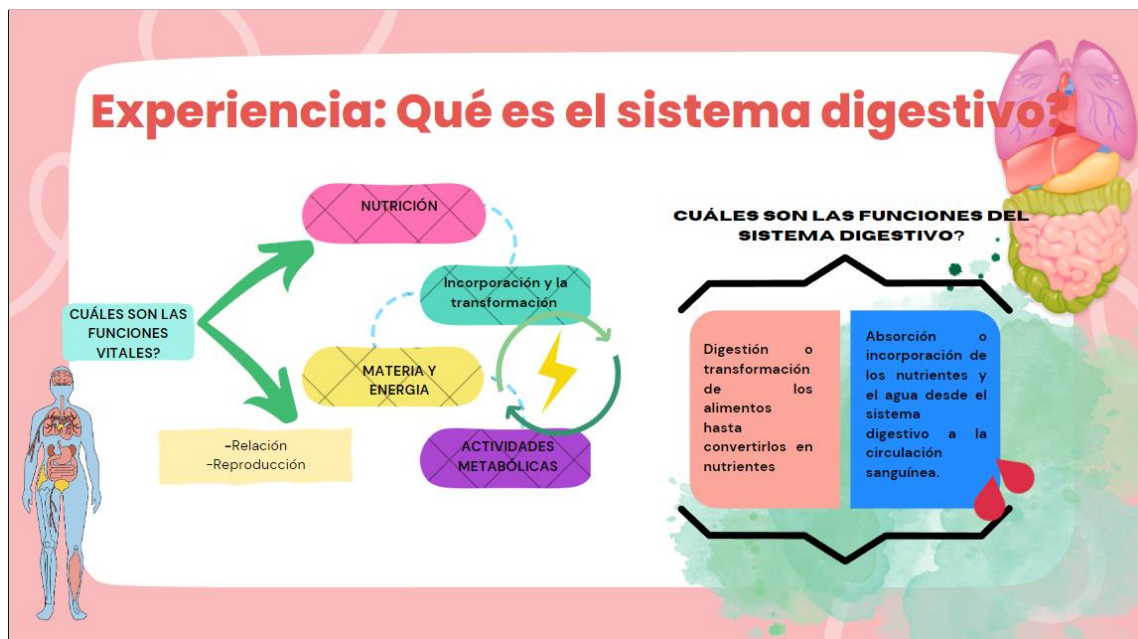 Experiencia: Qué es el sistema digestivo?
NUTRICIÓN
Incorporación y la
transformación
CUÁLES SON LAS
FUNCIONES
VITALES?
MATERIA Y
ENERGIA
-Relación
-Reproducción
ACTIVIDADES
METABÓLICAS
CUÁLES SON LAS FUNCIONES DEL
SISTEMA DIGESTIVO?
Digestión o
transformación
de los
alimentos
hasta
convertirlos en
nutrientes
Absorción o
incorporación de
los nutrientes y
el agua desde el
sistema
digestivo a la
circulación
sanguínea.